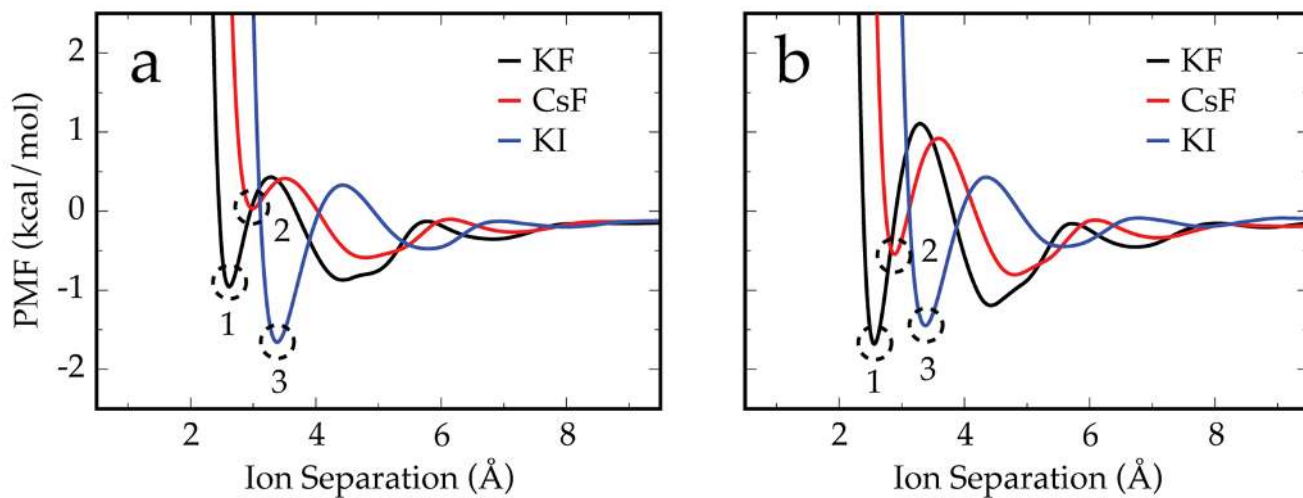 a
KF
CsF
KI
PMF (kcal/mol)
2
1
0
-1
-2
1
2
3
2
4
6
8
Ion Separation (Å)
b
KF
CsF
KI
1
2
3
2
4
6
8
Ion Separation (Å)